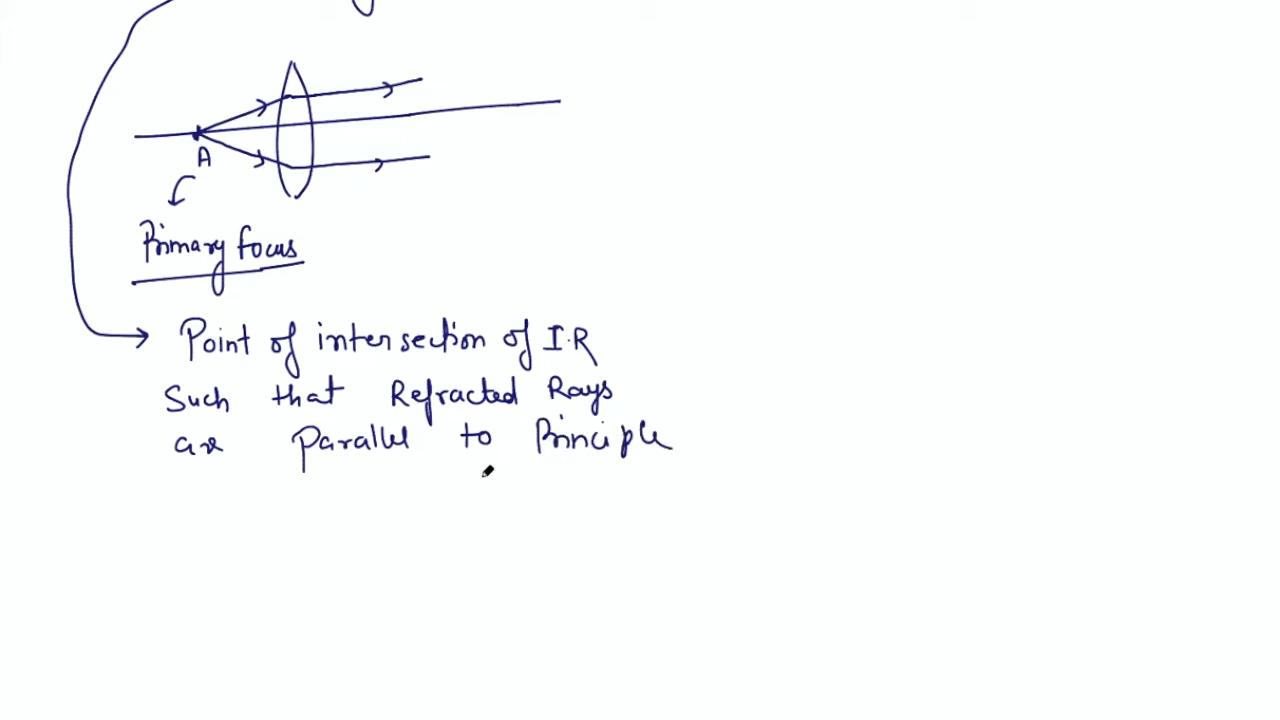 A
Primary focus
Point of intersection of I.R
Such that Refracted Rays
are Parallel to Principle